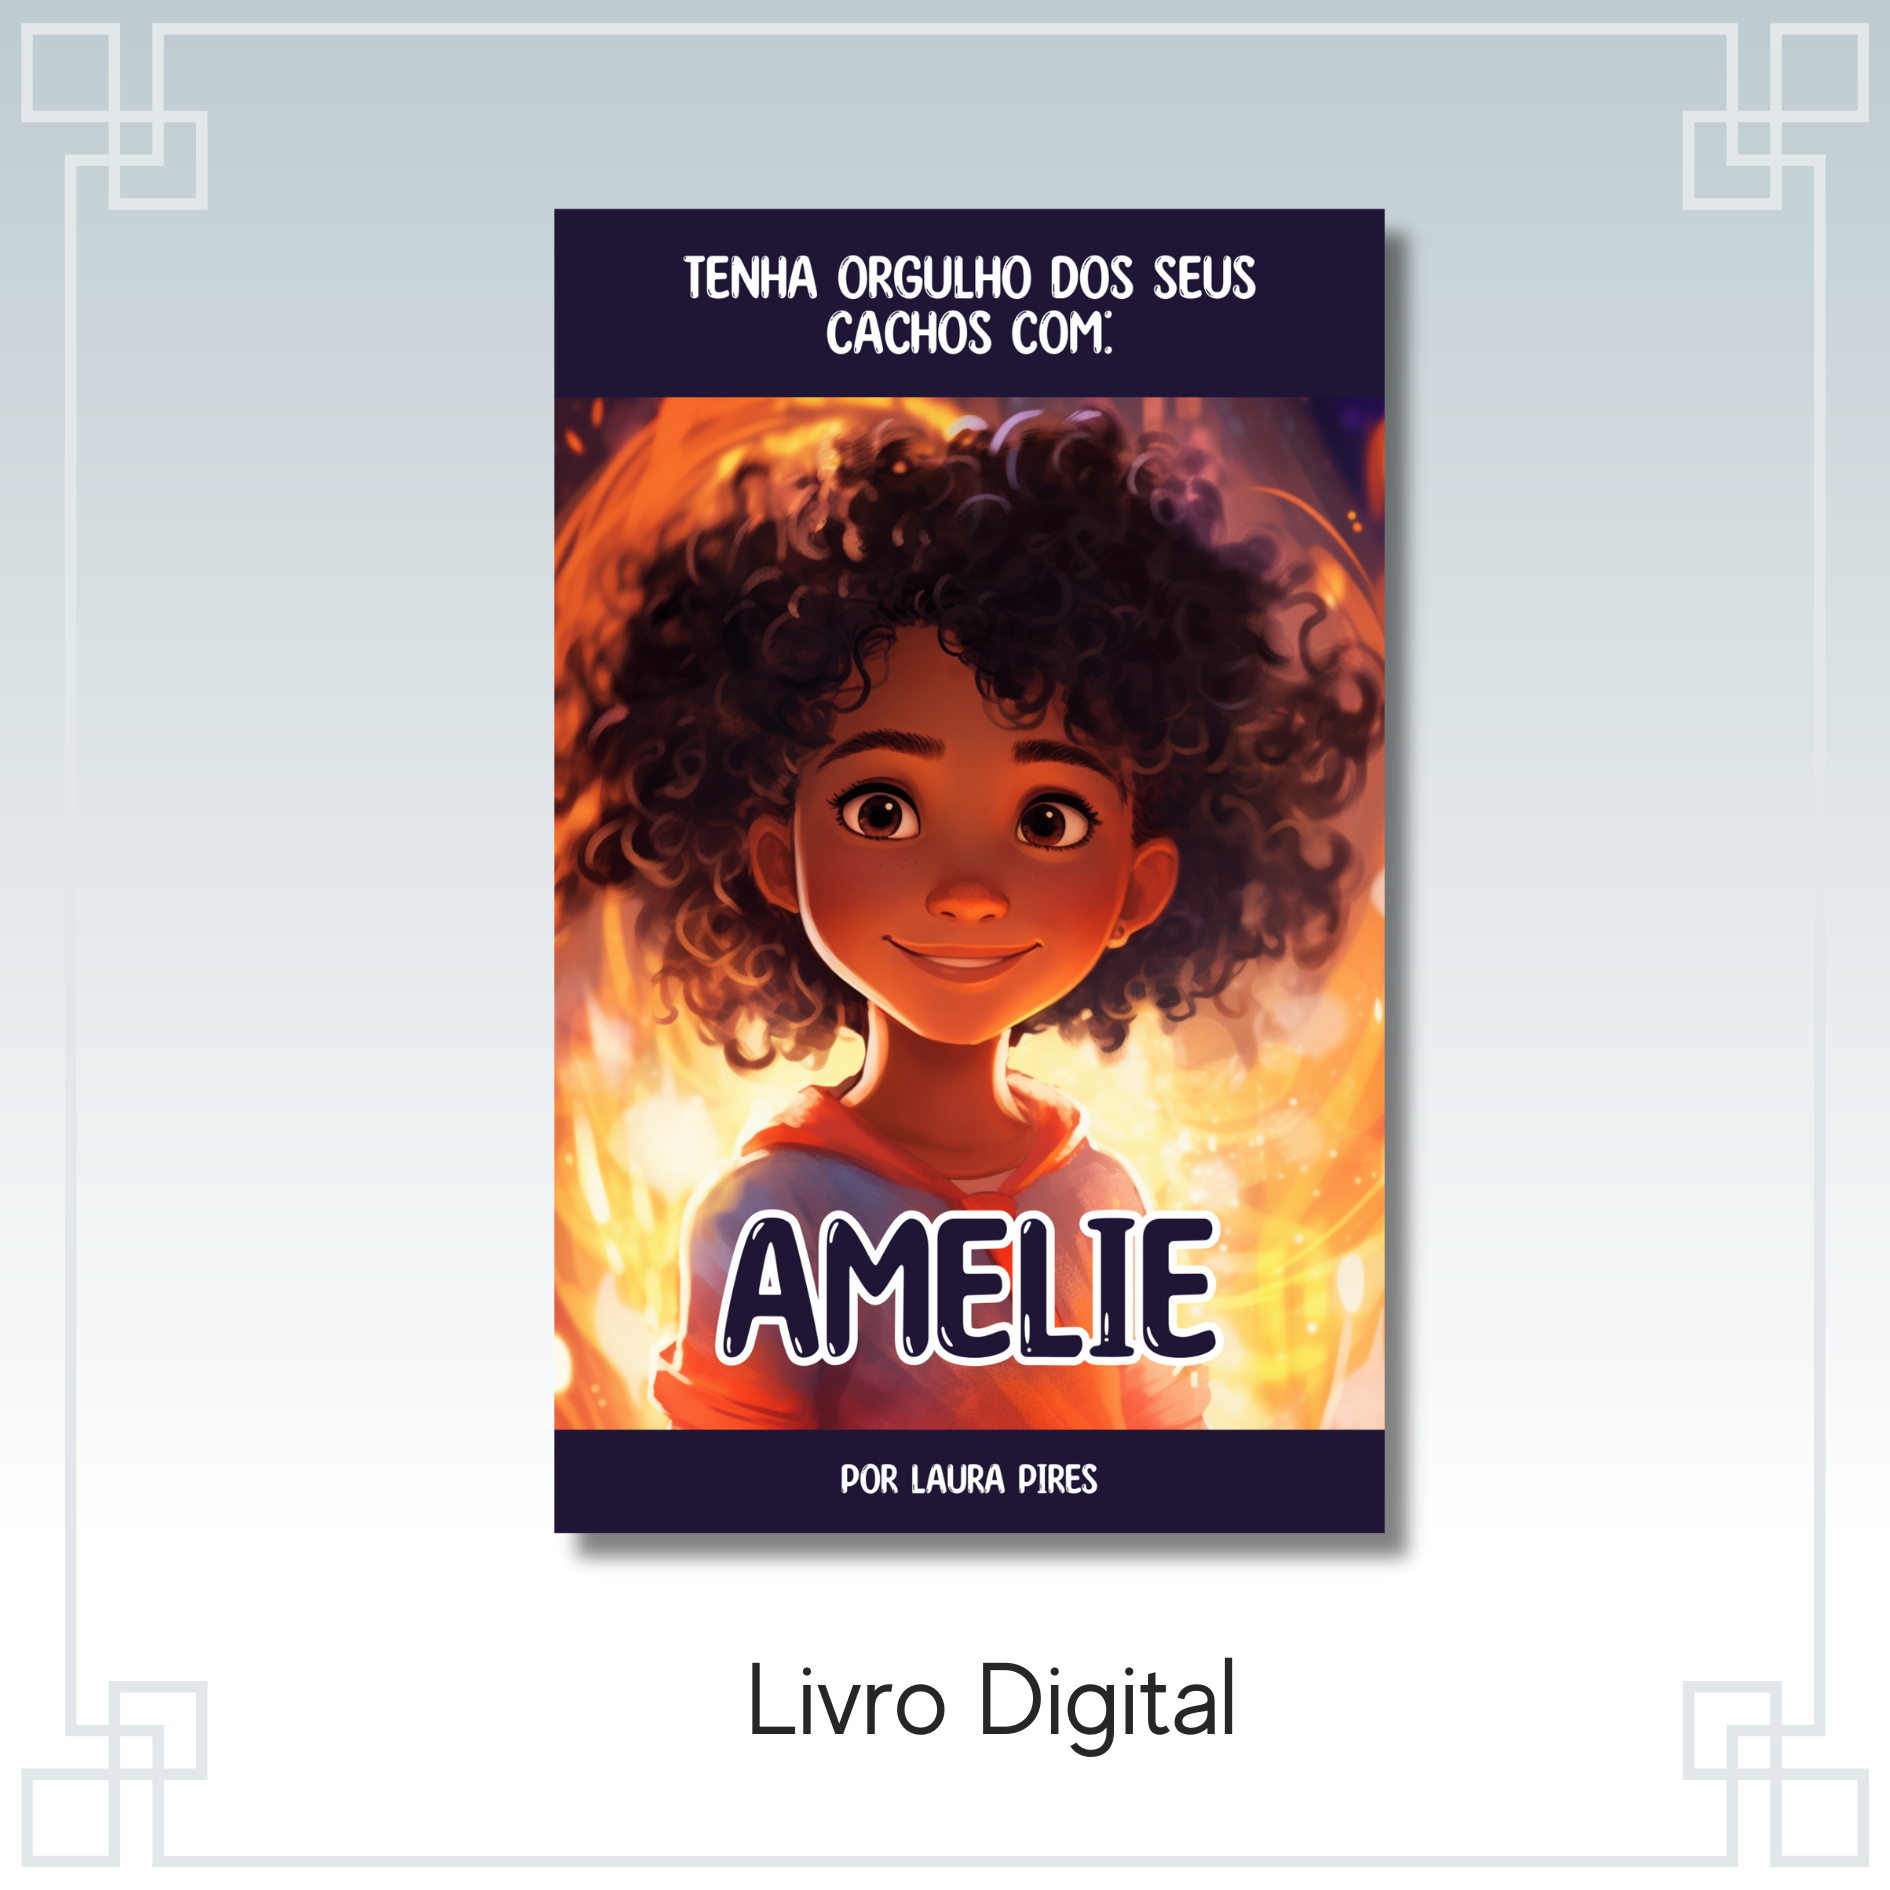 TENHA ORGULHO DOS SEUS
CACHOS COM:
AMELIE
POR LAURA PIRES
Livro Digital